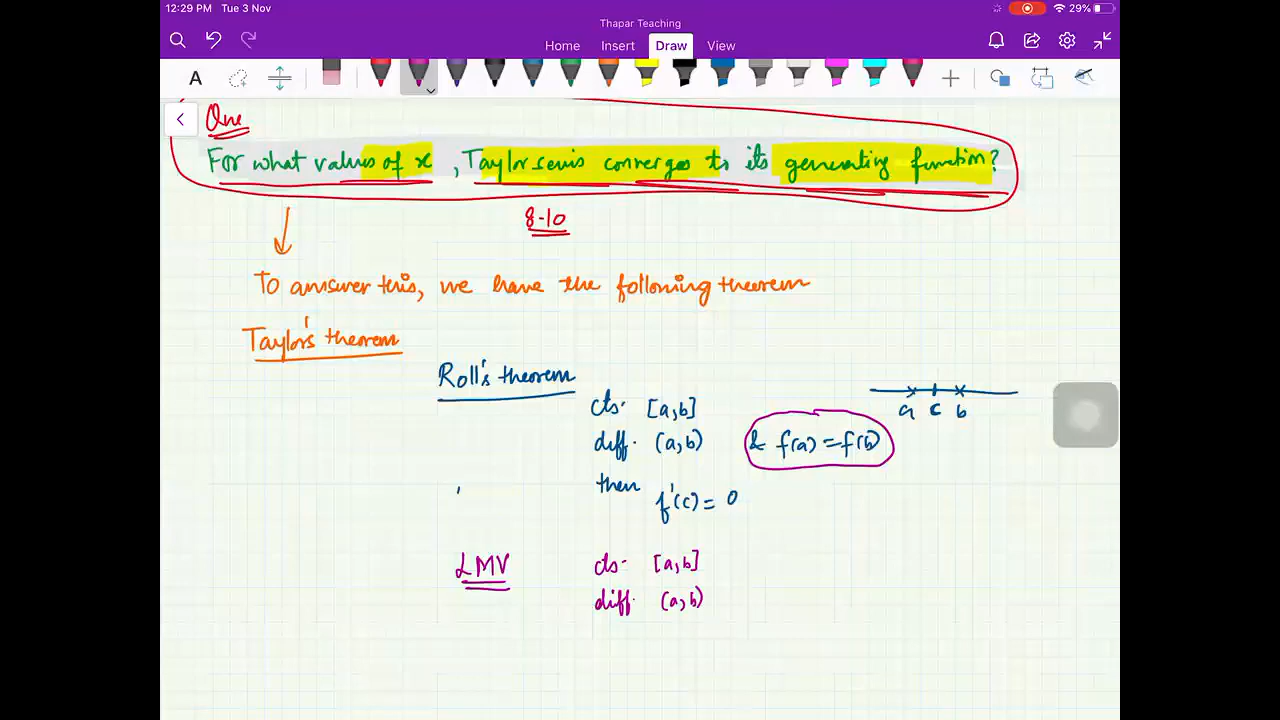 12:29 PM Tue 3 Nov
29%
Thapar Teaching
Home Insert Draw View
A
One
For what values of x, Taylor series converges to its generating function?
8-10
To answer this, we have the following theorem
Taylor's theorem
Roll's theorem
cts. [a,b]
a c b
diff. (a,b) & f(a) = f(b)
then f'(c) = 0
LMV cts. [a,b]
diff. (a,b)